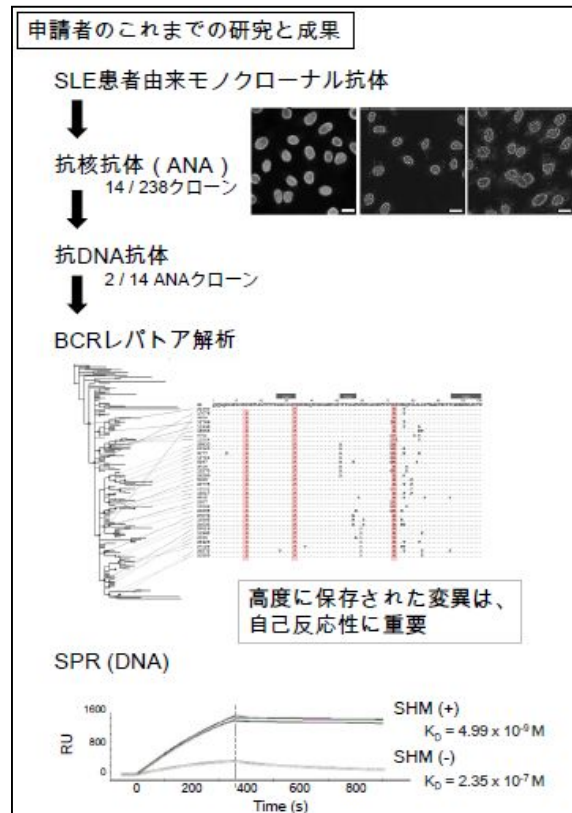 申請者のこれまでの研究と成果
SLE患者由来モノクローナル抗体
抗核抗体 ( ANA )
14 / 238クローン
抗DNA抗体
2 / 14 ANAクローン
BCRレパトア解析
高度に保存された変異は、
自己反応性に重要
SPR (DNA)
1600
800
0
RU
SHM (+)
K_D = 4.99 x 10⁻⁹ M
SHM (-)
K_D = 2.35 x 10⁻⁷ M
0 200 400 600 800
Time (s)